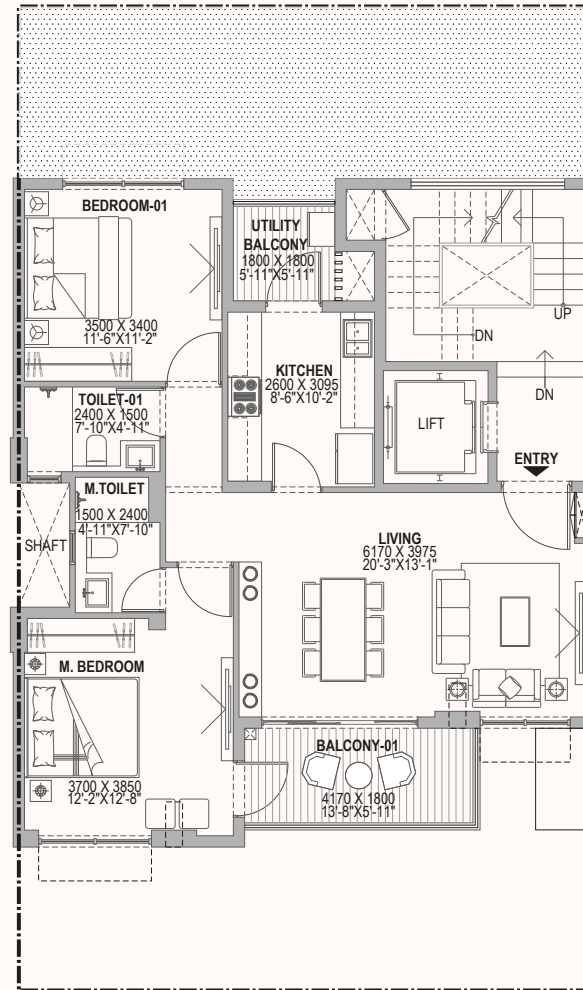 BEDROOM-01
3500 X 3400
11'-6"X11'-2"
UTILITY
BALCONY
1800 X 1800
5'-11"X5'-11"
UP
DN
DN
KITCHEN
2600 X 3095
8'-6"X10'-2"
LIFT
ENTRY
TOILET-01
2400 X 1500
7'-10"X4'-11"
M.TOILET
1500 X 2400
4'-11"X7'-10"
SHAFT
LIVING
6170 X 3975
20'-3"X13'-1"
M. BEDROOM
3700 X 3850
12'-2"X12'-8"
BALCONY-01
4170 X 1800
13'-8"X5'-11"